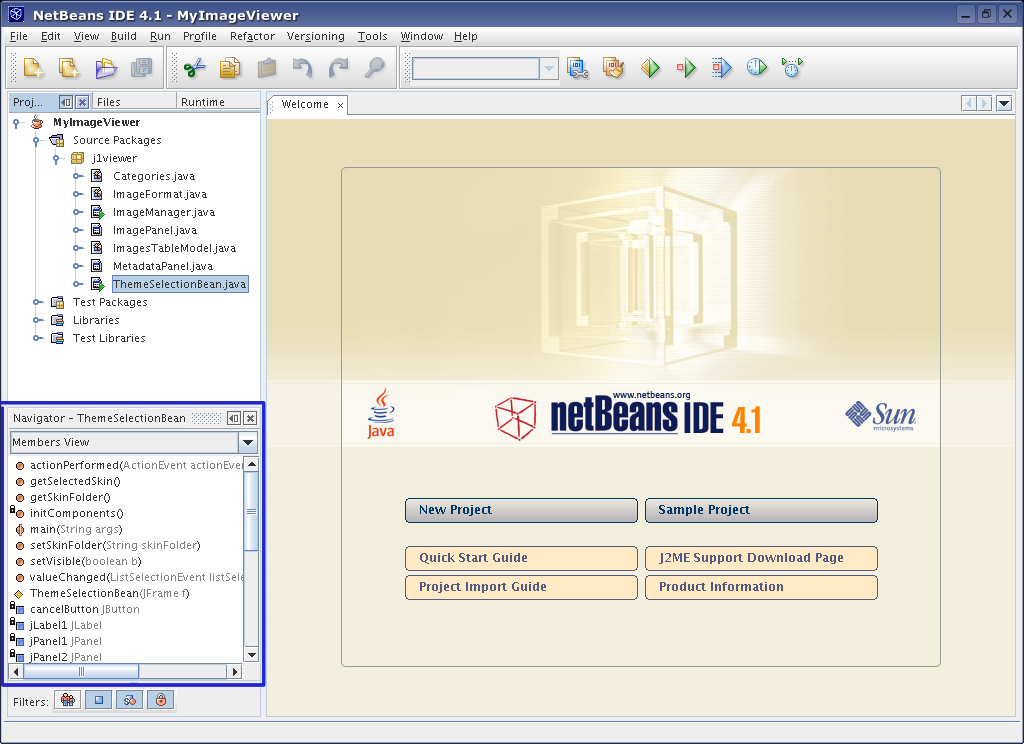 NetBeans IDE 4.1 - MyImageViewer
File Edit View Build Run Profile Refactor Versioning Tools Window Help
Proj... Files Runtime
Welcome
MyImageViewer
Source Packages
j1viewer
Categories.java
ImageFormat.java
ImageManager.java
ImagePanel.java
ImagesTableModel.java
MetadataPanel.java
ThemeSelectionBean.java
Test Packages
Libraries
Test Libraries
Navigator - ThemeSelectionBean
Members View
actionPerformed(ActionEvent actionEve
getSelectedSkin()
getSkinFolder()
initComponents()
main(String args)
setSkinFolder(String skinFolder)
setVisible(boolean b)
valueChanged(ListSelectionEvent listSele
ThemeSelectionBean(JFrame f)
cancelButton JButton
jLabel1 JLabel
jPanel1 JPanel
jPanel2 JPanel
Filters:
Java
www.netbeans.org
netBeans IDE 4.1
Sun
microsystems
New Project
Sample Project
Quick Start Guide
J2ME Support Download Page
Project Import Guide
Product Information